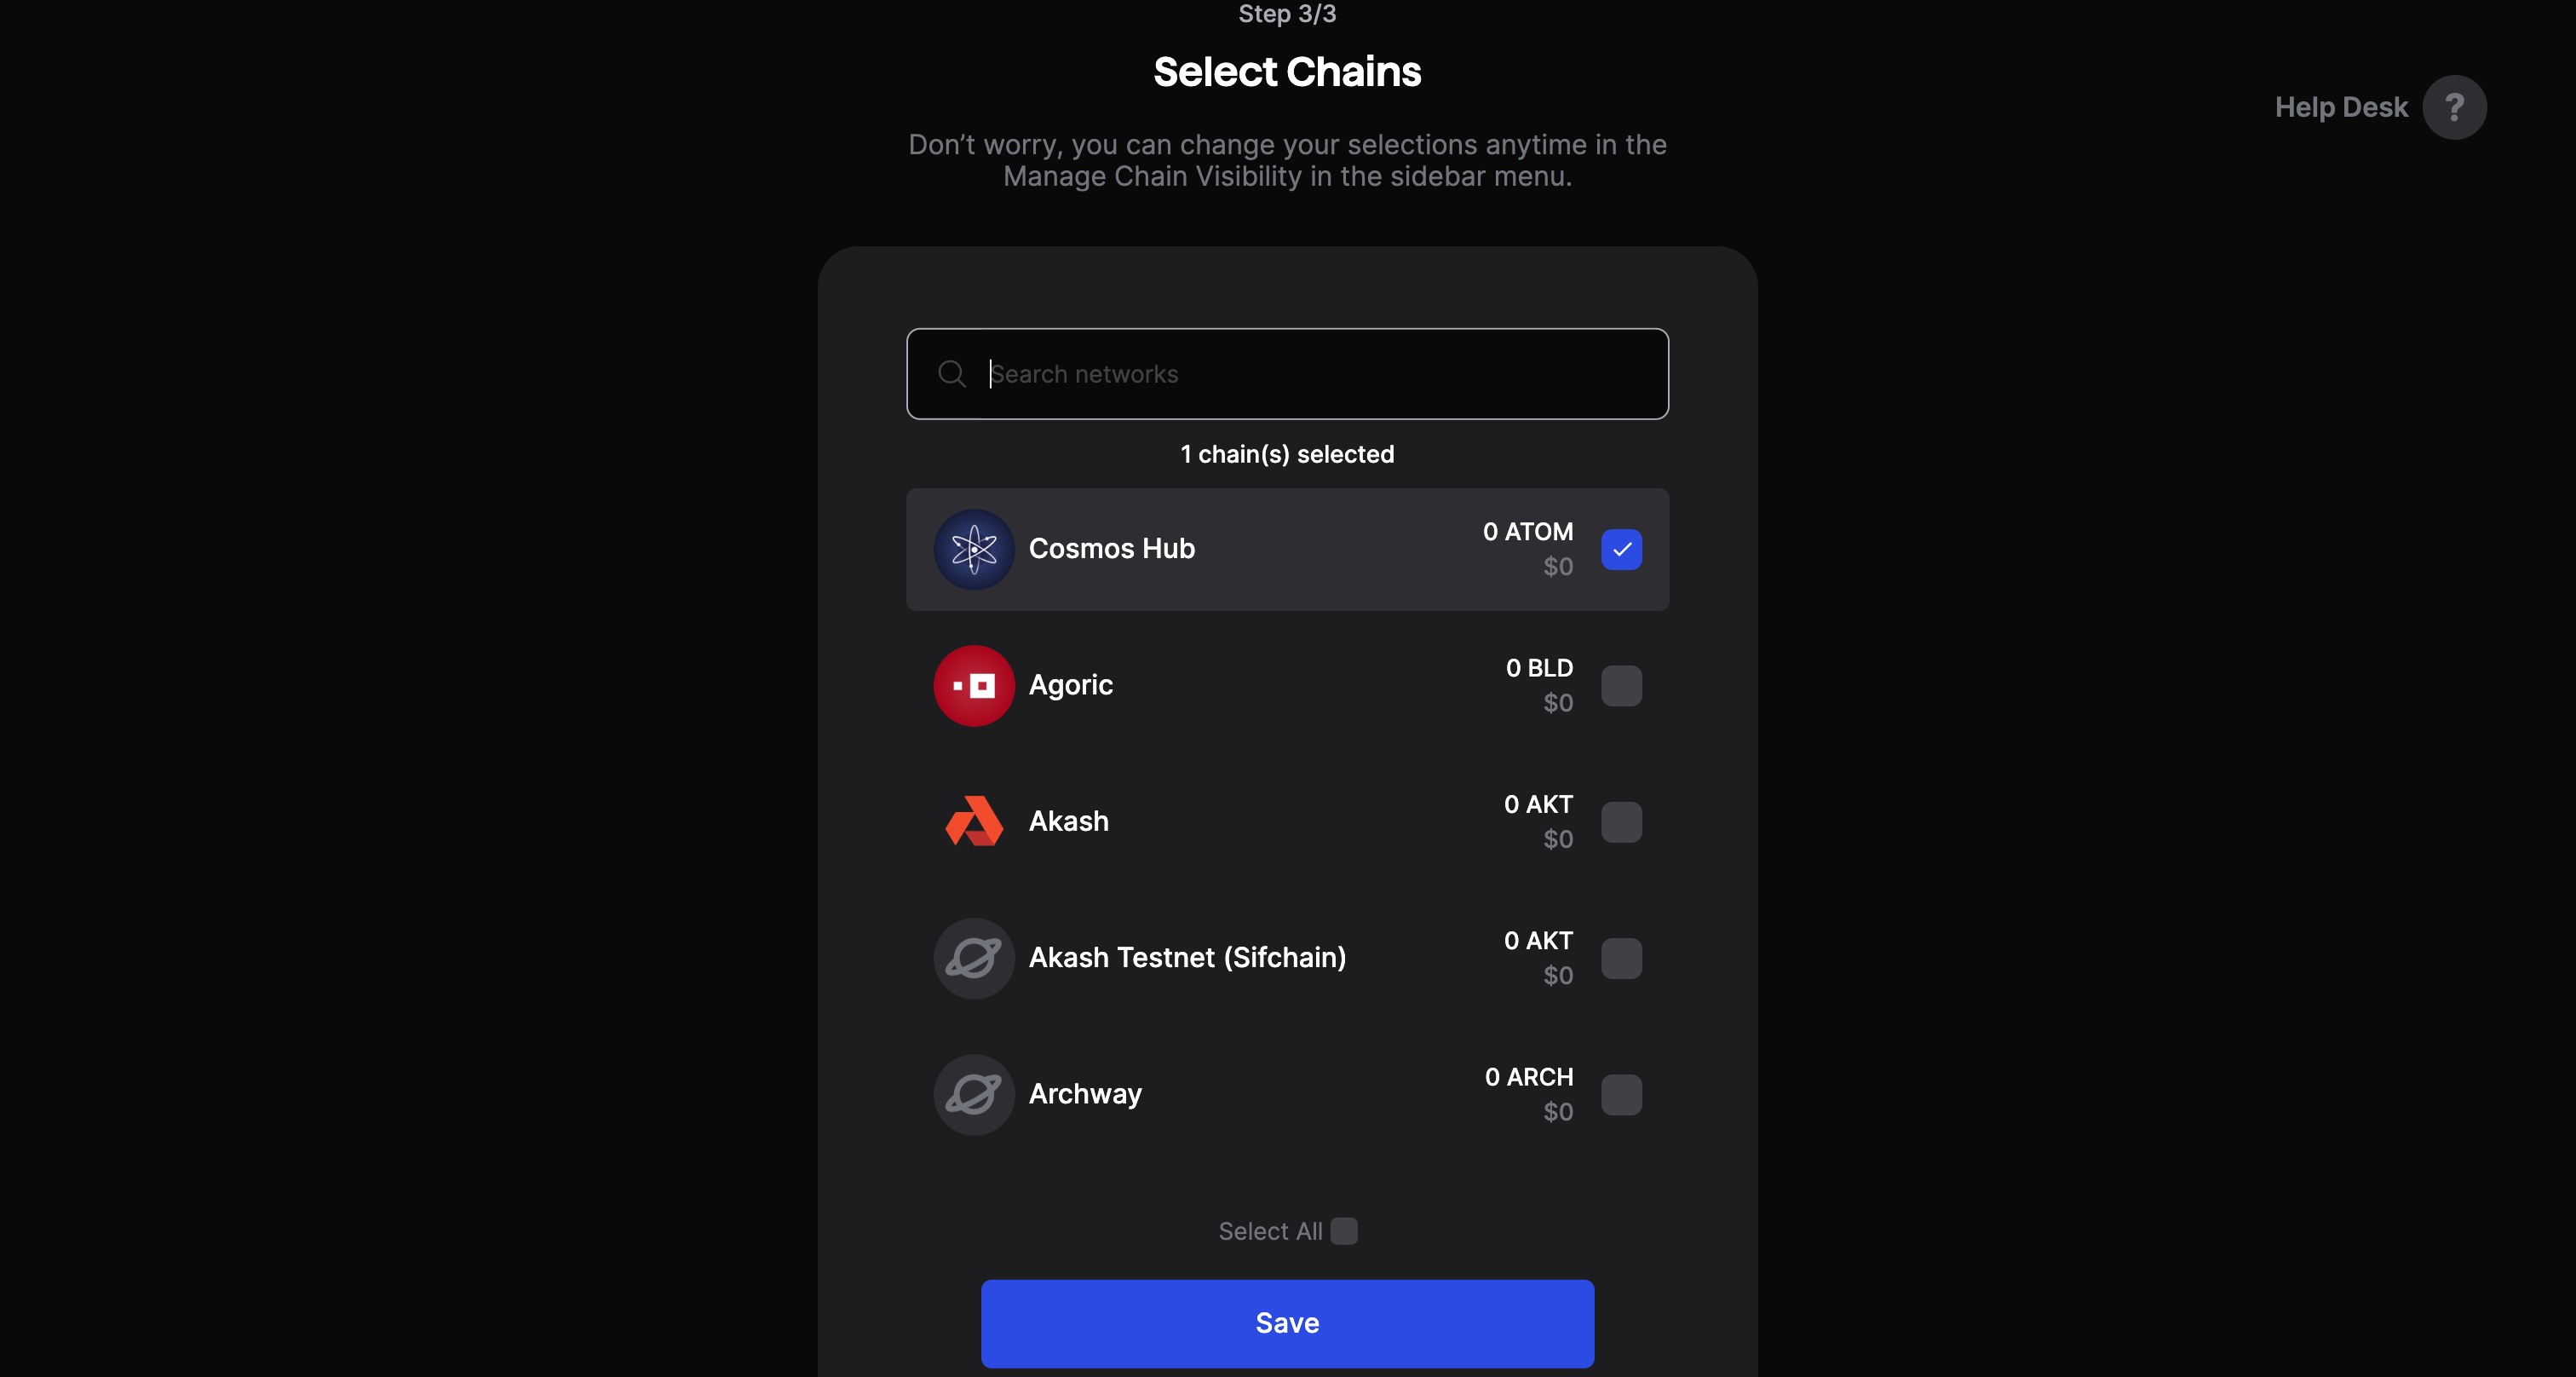 Step 3/3
Select Chains
Help Desk ?
Don’t worry, you can change your selections anytime in the
Manage Chain Visibility in the sidebar menu.
Search networks
1 chain(s) selected
Cosmos Hub
0 ATOM
$0
Agoric
0 BLD
$0
Akash
0 AKT
$0
Akash Testnet (Sifchain)
0 AKT
$0
Archway
0 ARCH
$0
Select All
Save